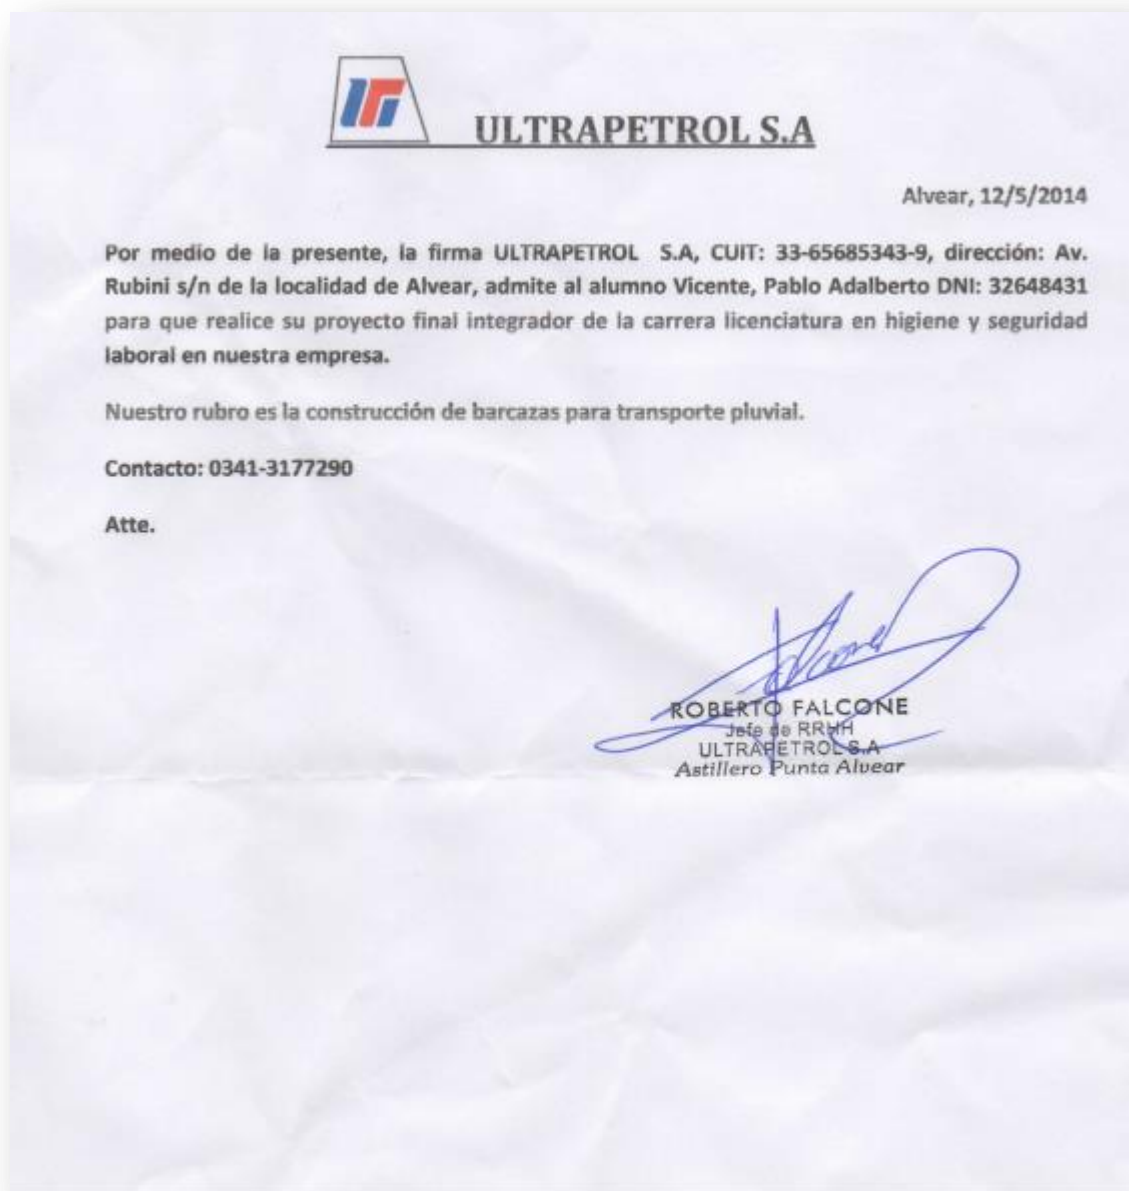 ULTRAPETROL S.A
Alvear, 12/5/2014
Por medio de la presente, la firma ULTRAPETROL S.A, CUIT: 33-65685343-9, dirección: Av.
Rubini s/n de la localidad de Alvear, admite al alumno Vicente, Pablo Adalberto DNI: 32648431
para que realice su proyecto final integrador de la carrera licenciatura en higiene y seguridad
laboral en nuestra empresa.
Nuestro rubro es la construcción de barcazas para transporte pluvial.
Contacto: 0341-3177290
Atte.
Falcone
ROBERTO FALCONE
Jefe de RRHH
ULTRAPETROL S.A
Astillero Punta Alvear